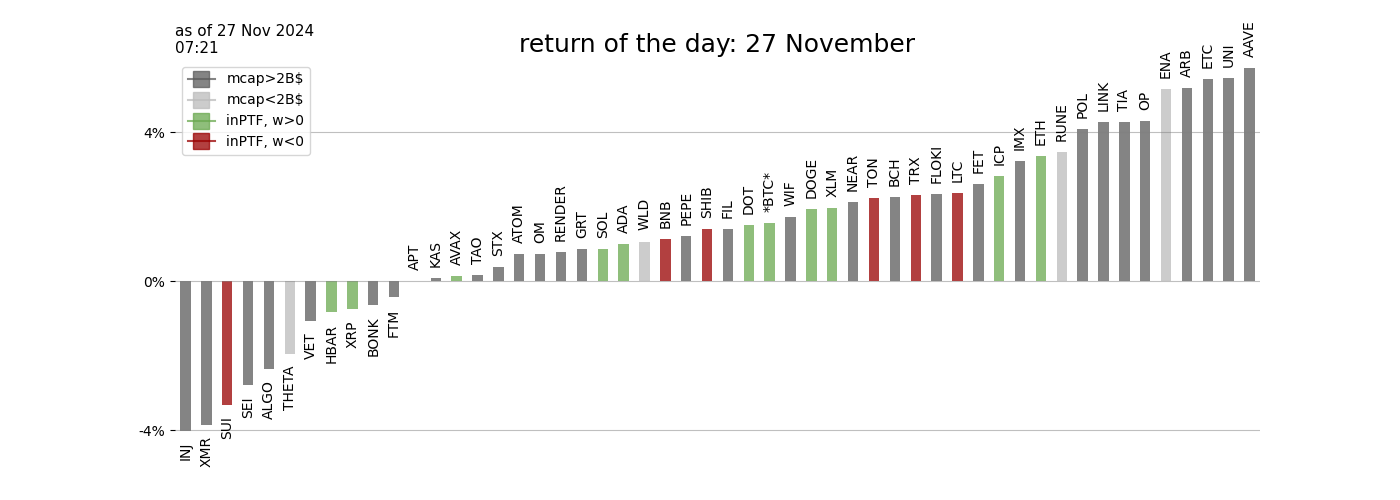 as of 27 Nov 2024
07:21
return of the day: 27 November
mcap>2B$
mcap<2B$
inPTF, w>0
inPTF, w<0
4%
0%
-4%
INJ
XMR
SUI
SEI
ALGO
THETA
VET
HBAR
XRP
BONK
FTM
APT
KAS
AVAX
TAO
STX
ATOM
OM
RENDER
GRT
SOL
ADA
WLD
BNB
PEPE
SHIB
FIL
DOT
*BTC*
WIF
DOGE
XLM
NEAR
TON
BCH
TRX
FLOKI
LTC
FET
ICP
IMX
ETH
RUNE
POL
LINK
TIA
OP
ENA
ARB
ETC
UNI
AAVE